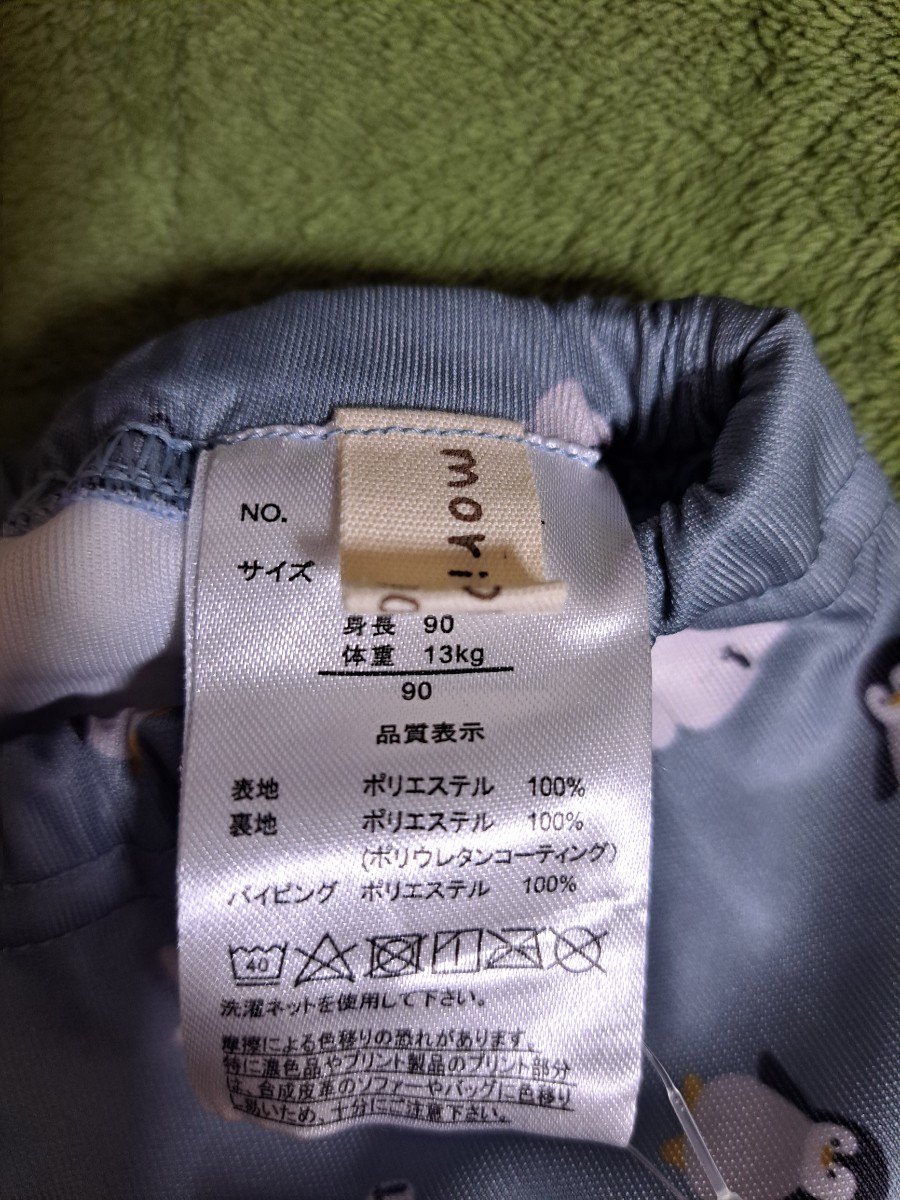 mori
NO.
サイズ
身長 90
体重 13kg
90
品質表示
表地 ポリエステル 100%
裏地 ポリエステル 100%
(ポリウレタンコーティング)
パイピング ポリエステル 100%
40
洗濯ネットを使用して下さい。
摩擦による色移りの恐れがあります。
特に濃色品やプリント製品のプリント部分
は、合成皮革のソファーやバッグに色移り
し易いため、十分にご注意下さい。